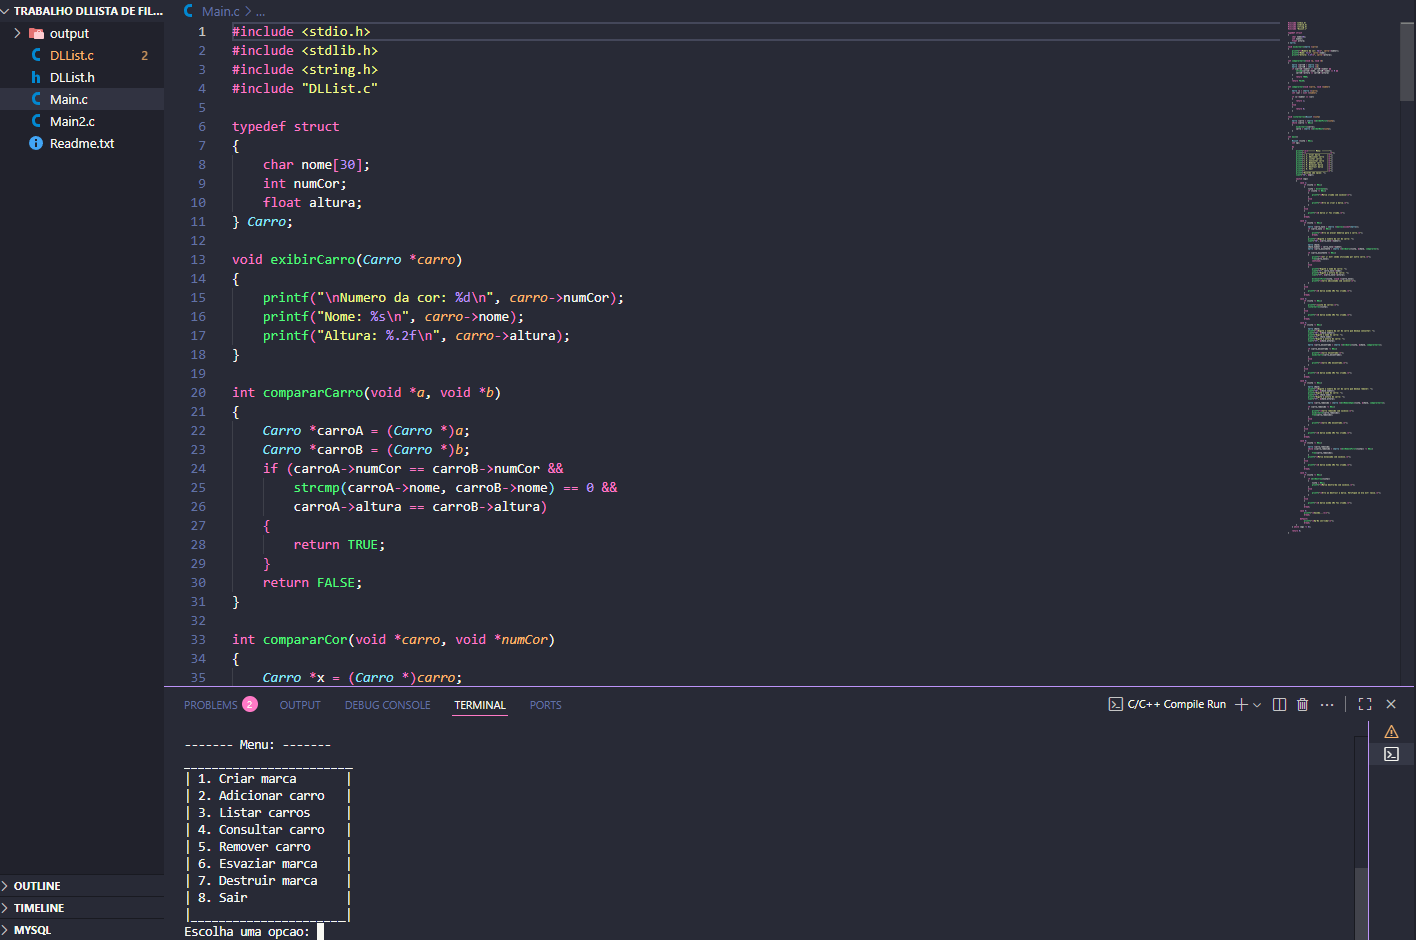 TRABALHO DLLISTA DE FIL...
output
DLList.c 2
DLList.h
Main.c
Main2.c
Readme.txt
OUTLINE
TIMELINE
MYSQL
Main.c > ...
1 #include <stdio.h>
2 #include <stdlib.h>
3 #include <string.h>
4 #include "DLList.c"
5
6 typedef struct
7 {
8 char nome[30];
9 int numCor;
10 float altura;
11 } Carro;
12
13 void exibirCarro(Carro *carro)
14 {
15 printf("\nNumero da cor: %d\n", carro->numCor);
16 printf("Nome: %s\n", carro->nome);
17 printf("Altura: %.2f\n", carro->altura);
18 }
19
20 int compararCarro(void *a, void *b)
21 {
22 Carro *carroA = (Carro *)a;
23 Carro *carroB = (Carro *)b;
24 if (carroA->numCor == carroB->numCor &&
25 strcmp(carroA->nome, carroB->nome) == 0 &&
26 carroA->altura == carroB->altura)
27 {
28 return TRUE;
29 }
30 return FALSE;
31 }
32
33 int compararCor(void *carro, void *numCor)
34 {
35 Carro *x = (Carro *)carro;
PROBLEMS 2 OUTPUT DEBUG CONSOLE TERMINAL PORTS
C/C++ Compile Run
------- Menu: -------
________________________
| 1. Criar marca |
| 2. Adicionar carro |
| 3. Listar carros |
| 4. Consultar carro |
| 5. Remover carro |
| 6. Esvaziar marca |
| 7. Destruir marca |
| 8. Sair |
|______________________|
Escolha uma opcao: